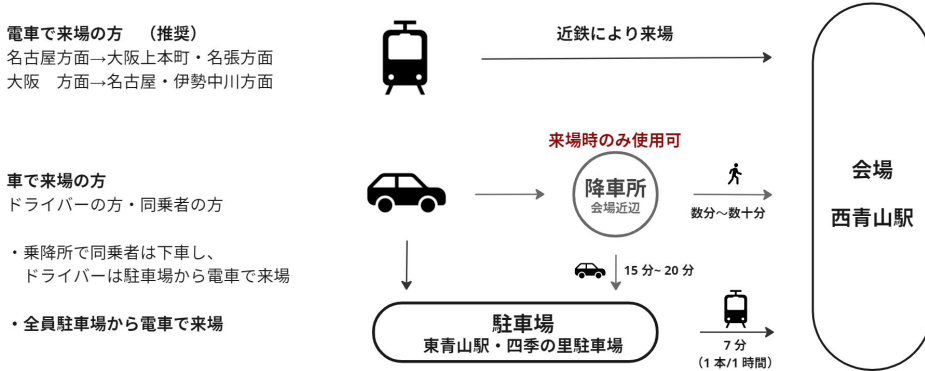 電車で来場の方　（推奨）
名古屋方面→大阪上本町・名張方面
大阪　方面→名古屋・伊勢中川方面
近鉄により来場
車で来場の方
ドライバーの方・同乗者の方
・乗降所で同乗者は下車し、
ドライバーは駐車場から電車で来場
・全員駐車場から電車で来場
来場時のみ使用可
降車所
会場近辺
数分～数十分
15 分~ 20 分
駐車場
東青山駅・四季の里駐車場
7 分
（1 本/1 時間）
会場
西青山駅